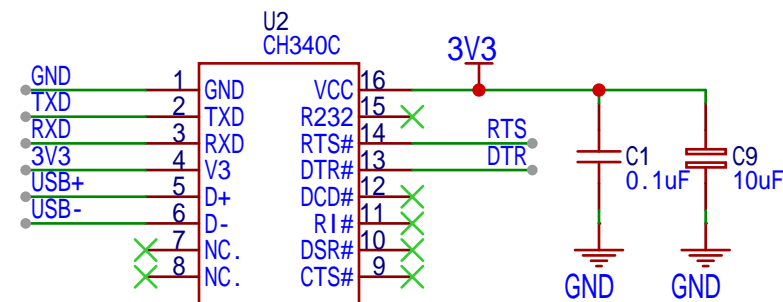 U2
CH340C
3V3
GND 1 GND VCC 16
TXD 2 TXD R232 15
RXD 3 RXD RTS# 14 RTS
3V3 4 V3 DTR# 13 DTR
USB+ 5 D+ DCD# 12
USB- 6 D- RI# 11
7 NC. DSR# 10
8 NC. CTS# 9
C1
0.1uF
C9
10uF
GND
GND